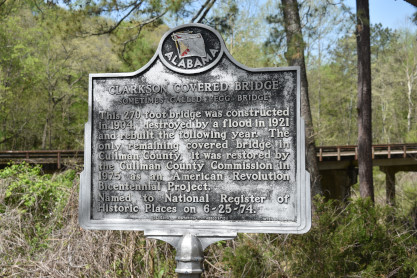 ALABAMA
CLARKSON COVERED BRIDGE
(SOMETIMES CALLED LEGG BRIDGE)
This 270 foot bridge was constructed
in 1904, destroyed by a flood in 1921
and rebuilt the following year. The
only remaining covered bridge in
Cullman County, it was restored by
the Cullman County Commission in
1975 as an American Revolution
Bicentennial Project.
Named to National Register of
Historic Places on 6-25-74.